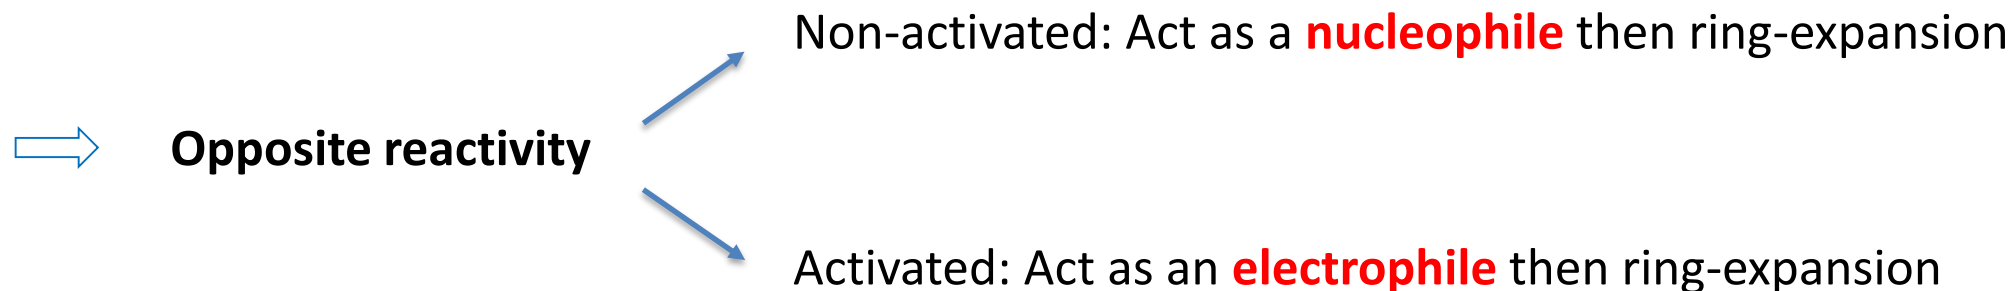 Non-activated: Act as a nucleophile then ring-expansion
Opposite reactivity
Activated: Act as an electrophile then ring-expansion